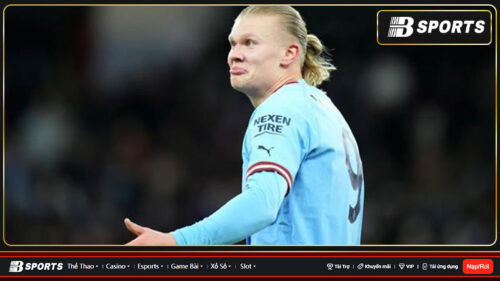 B SPORTS
NEXEN
TIRE
9
B SPORTS Thể Thao Casino Esports Game Bài Xổ Số Slot Tài Trợ Khuyến mãi VIP Tải ứng dụng Nạp/Rút